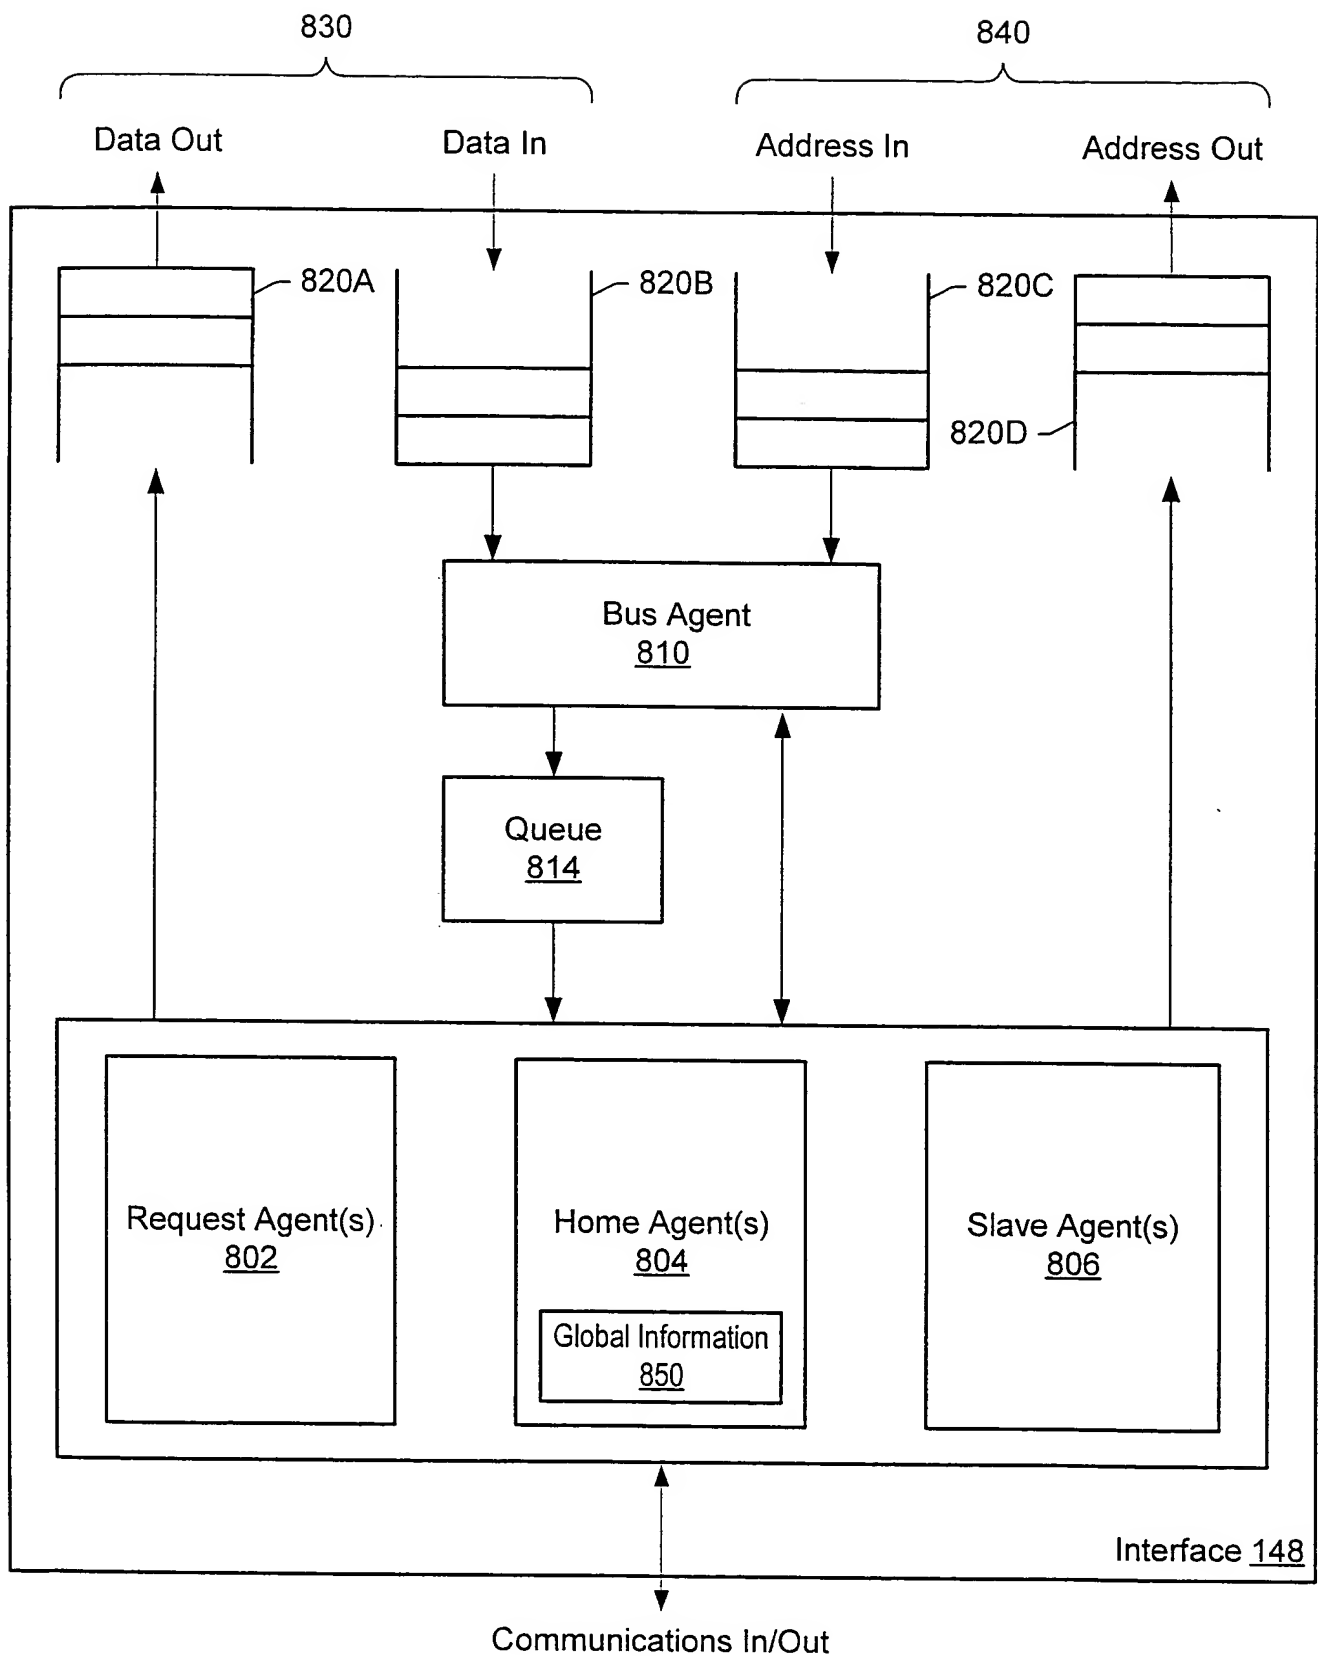 830
840
Data Out
Data In
Address In
Address Out
820A
820B
820C
820D
Bus Agent
810
Queue
814
Request Agent(s)
802
Home Agent(s)
804
Slave Agent(s)
806
Global Information
850
Interface 148
Communications In/Out